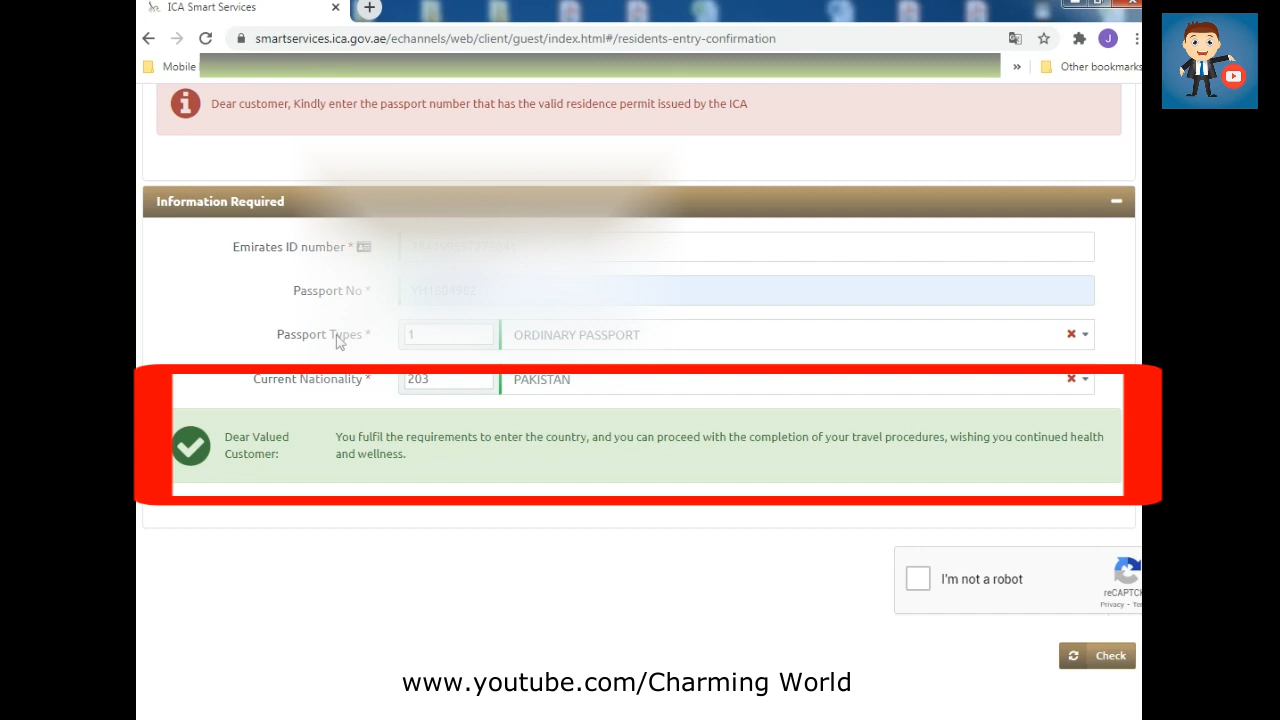 ICA Smart Services
smartservices.ica.gov.ae/echannels/web/client/guest/index.html#/residents-entry-confirmation
J
Mobile
» Other bookmarks
Dear customer, Kindly enter the passport number that has the valid residence permit issued by the ICA
Information Required
Emirates ID number *
Passport No *
Passport Types * 1 ORDINARY PASSPORT
Current Nationality * 203 PAKISTAN
Dear Valued Customer: You fulfil the requirements to enter the country, and you can proceed with the completion of your travel procedures, wishing you continued health
and wellness.
I'm not a robot
reCAPTC
Privacy - Te
Check
www.youtube.com/Charming World